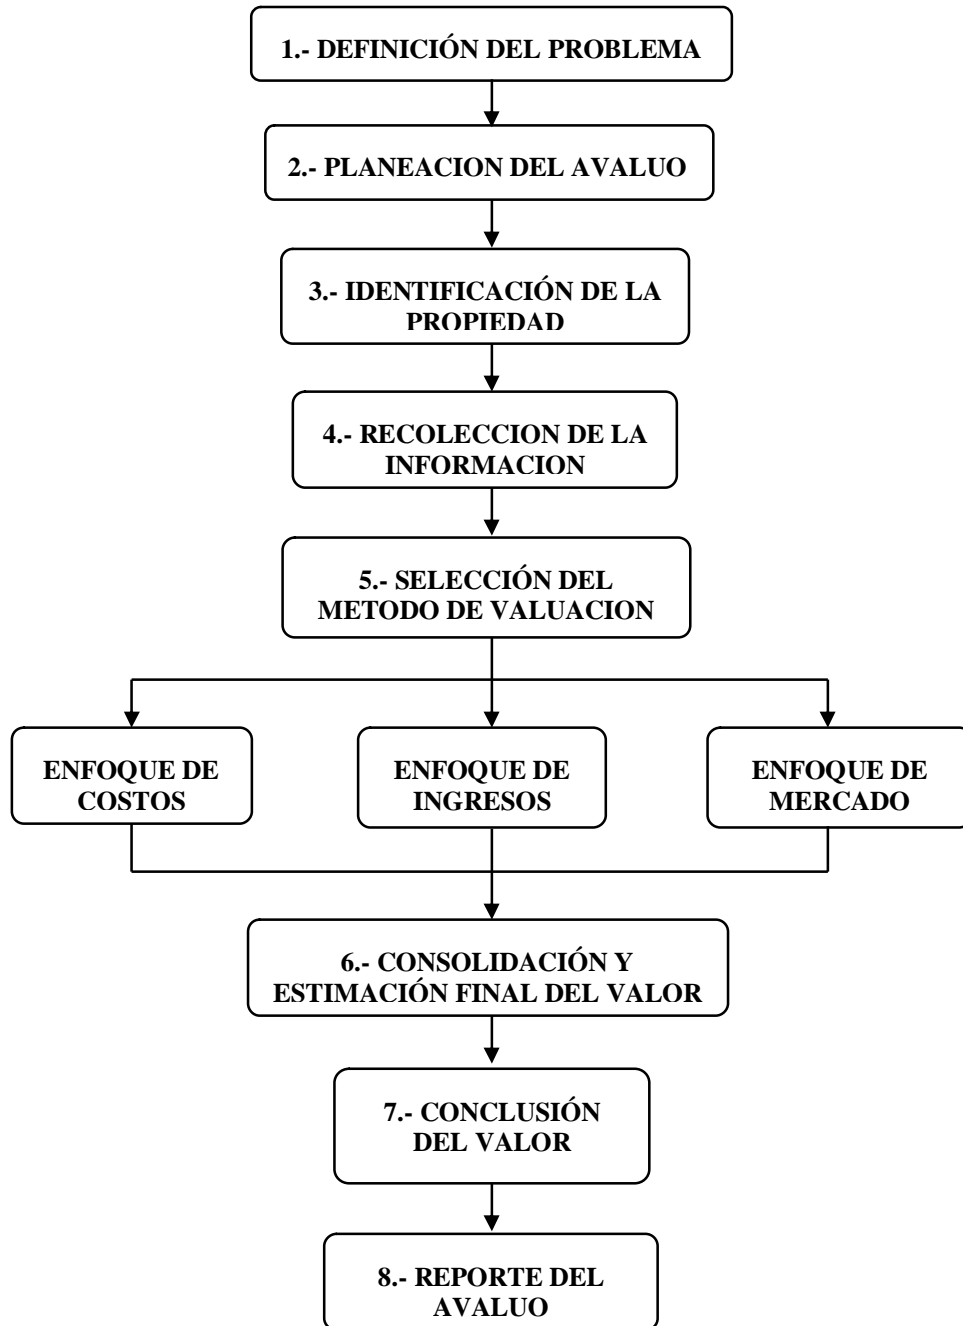 1.- DEFINICIÓN DEL PROBLEMA
2.- PLANEACION DEL AVALUO
3.- IDENTIFICACIÓN DE LA
PROPIEDAD
4.- RECOLECCION DE LA
INFORMACION
5.- SELECCIÓN DEL
METODO DE VALUACION
ENFOQUE DE
COSTOS
ENFOQUE DE
INGRESOS
ENFOQUE DE
MERCADO
6.- CONSOLIDACIÓN Y
ESTIMACIÓN FINAL DEL VALOR
7.- CONCLUSIÓN
DEL VALOR
8.- REPORTE DEL
AVALUO